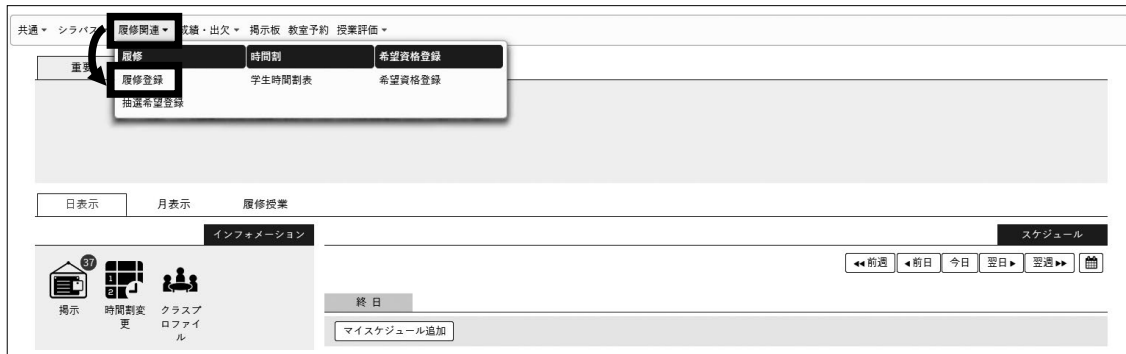 共通▼ シラバス 履修関連▼ 成績・出欠▼ 掲示板 教室予約 授業評価▼
履修 時間割 希望資格登録
重要
履修登録 学生時間割表 希望資格登録
抽選希望登録
日表示 月表示 履修授業
インフォメーション スケジュール
◀◀前週 ◀前日 今日 翌日▶ 翌週▶▶
37
1
2
掲示 時間割変 クラスプ
更 ロファイ
ル
終日
マイスケジュール追加